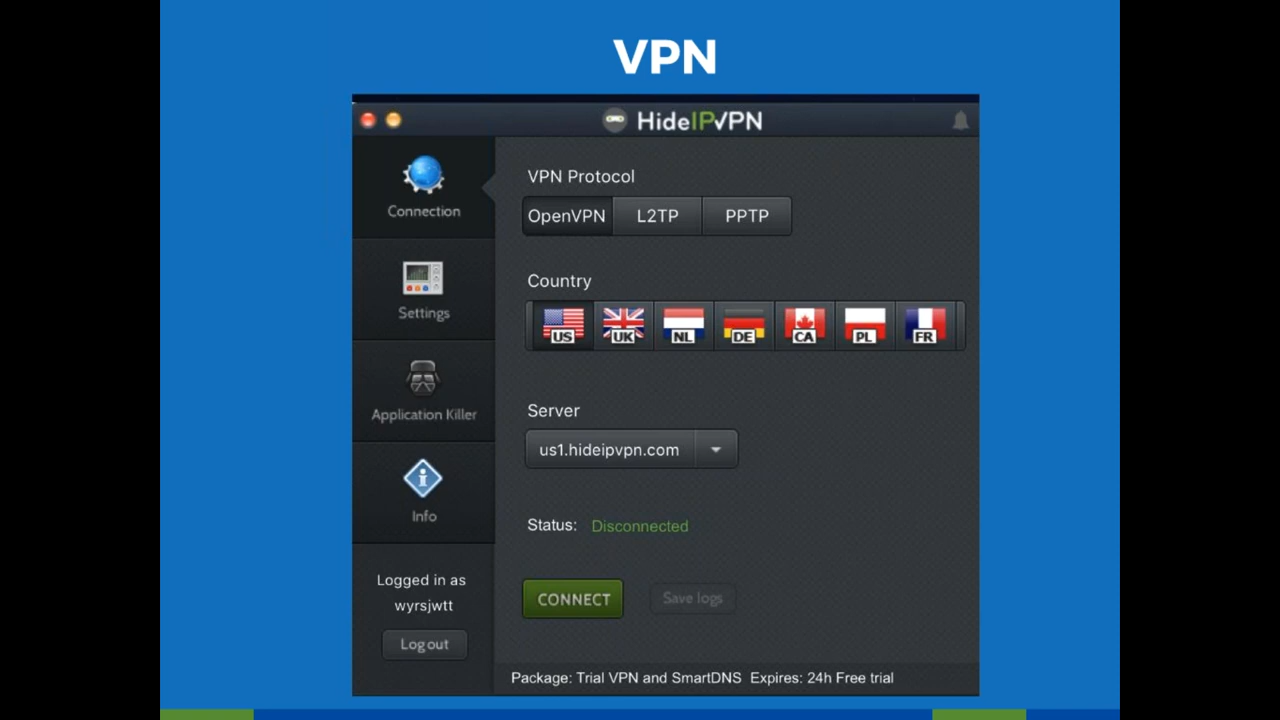 VPN
HideIPVPN
Connection
Settings
Application Killer
Info
Logged in as
wyrsjwtt
Logout
VPN Protocol
OpenVPN L2TP PPTP
Country
US UK NL DE CA PL FR
Server
us1.hideipvpn.com
Status: Disconnected
CONNECT Save logs
Package: Trial VPN and SmartDNS Expires: 24h Free trial